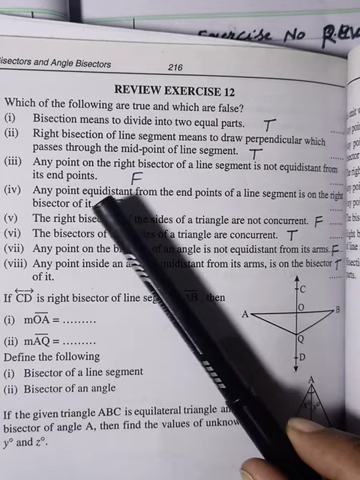 Exercise No REV
isectors and Angle Bisectors 216
REVIEW EXERCISE 12
Which of the following are true and which are false?
(i) Bisection means to divide into two equal parts. T
(ii) Right bisection of line segment means to draw perpendicular which
passes through the mid-point of line segment. T
(iii) Any point on the right bisector of a line segment is not equidistant from
its end points. F
(iv) Any point equidistant from the end points of a line segment is on the right
bisector of it.
(v) The right sides of a triangle are not concurrent. F
(vi) The bisectors of a triangle are concurrent. T
(vii) Any point on the of an angle is not equidistant from its arms. F
(viii) Any point inside an from its arms, is on the bisector T
of it.
If CD is right bisector of line then
(i) mOA = .........
(ii) mAQ = .........
Define the following
(i) Bisector of a line segment
(ii) Bisector of an angle
If the given triangle ABC is equilateral triangle
bisector of angle A, then find the values of
y° and z°.
C
A O B
Q
D
A